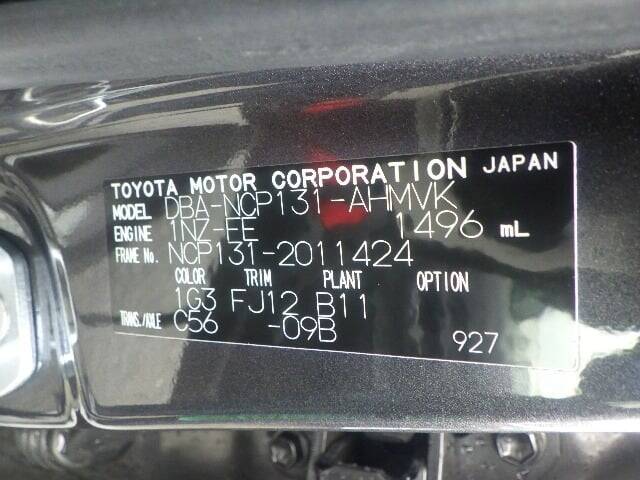 TOYOTA MOTOR CORPORATION JAPAN
MODEL DBA-NCP131-AHMVK
ENGINE 1NZ-FE 1496 mL
FRAME No. NCP131-2011424
COLOR TRIM PLANT OPTION
1G3 FJ12 B11
TRANS./AXLE C56 -09B
927